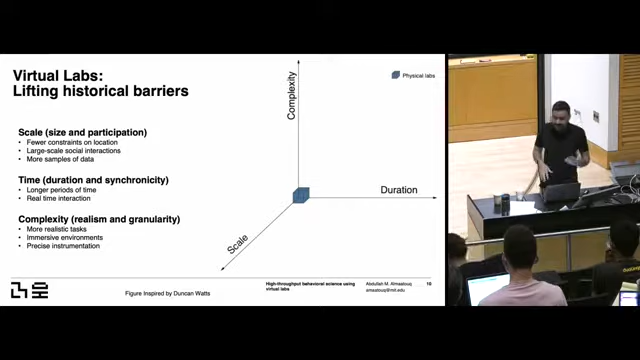 Virtual Labs:
Lifting historical barriers
Scale (size and participation)
• Fewer constraints on location
• Large-scale social interactions
• More samples of data
Time (duration and synchronicity)
• Longer periods of time
• Real time interaction
Complexity (realism and granularity)
• More realistic tasks
• Immersive environments
• Precise instrumentation
Complexity
Physical labs
Duration
Scale
Figure Inspired by Duncan Watts
High-throughput behavioral science using
virtual labs
Abdullah M. Almaatouq
amaatouq@mit.edu